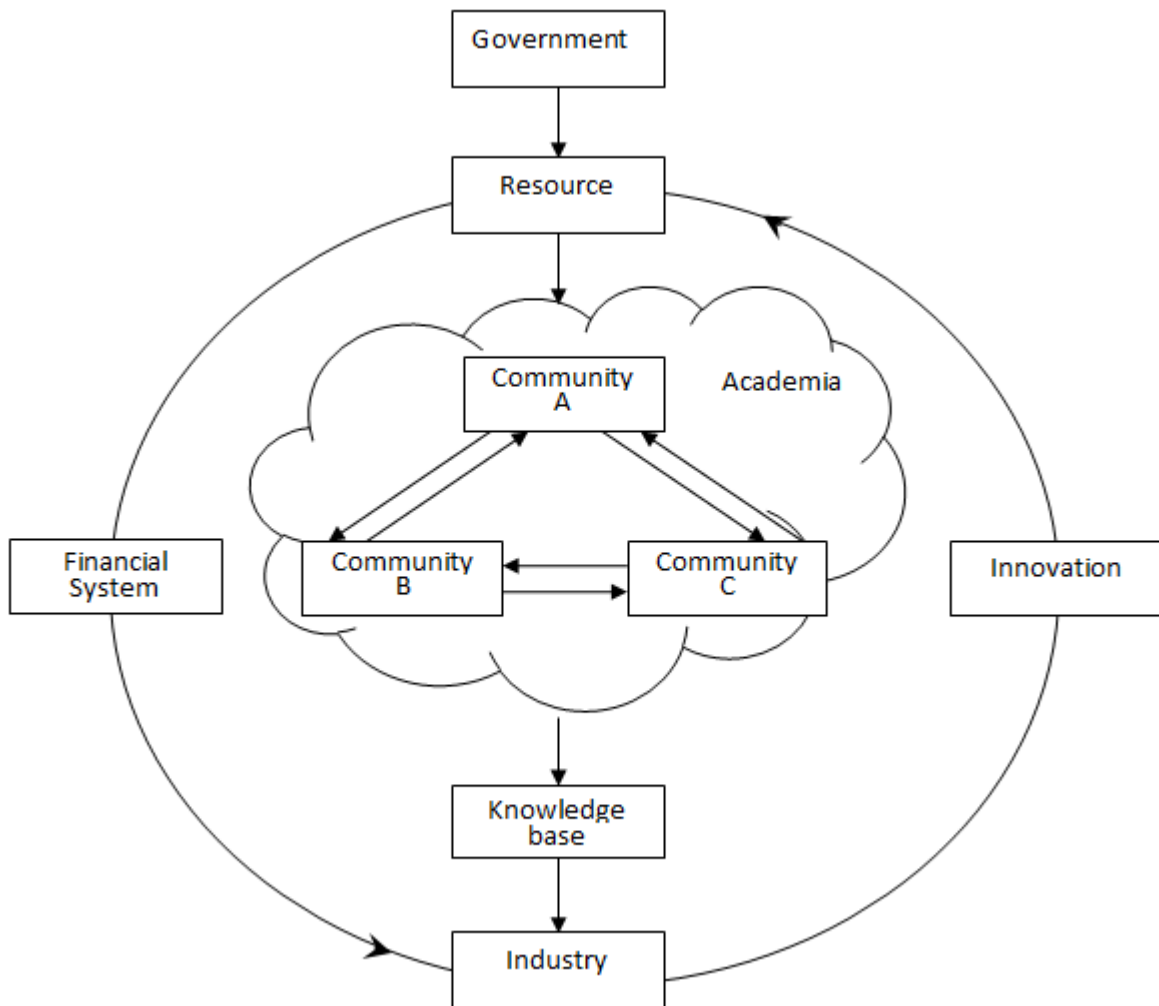 Government
Resource
Community
A
Academia
Financial
System
Community
B
Community
C
Innovation
Knowledge
base
Industry